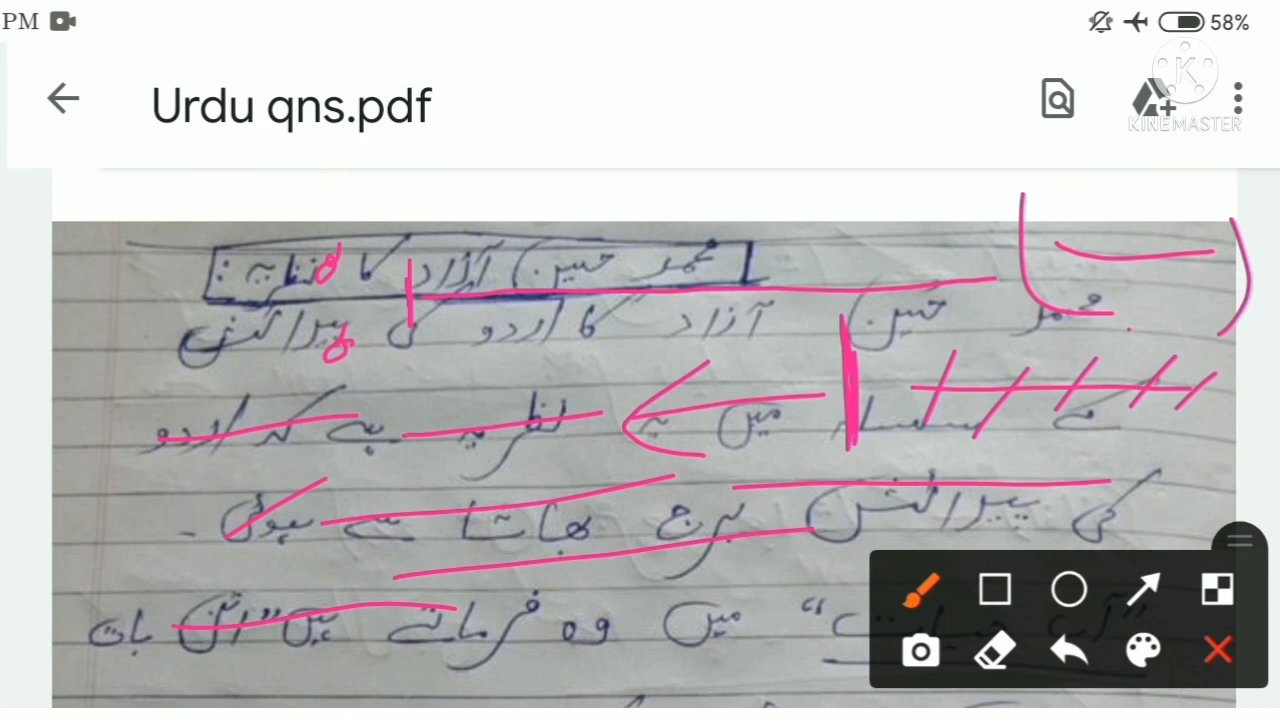 PM
58%
Urdu qns.pdf
KINEMASTER
محمد حسین آزاد کا نظریہ :
محمد حسین آزاد کا اردو کی پیدائش
کے سلسلہ میں یہ نظریہ ہے کہ اردو
کی پیدائش برج بھاشا سے ہوئی ۔
”آب حیات“ میں وہ فرماتے ہیں ”اتنی بات